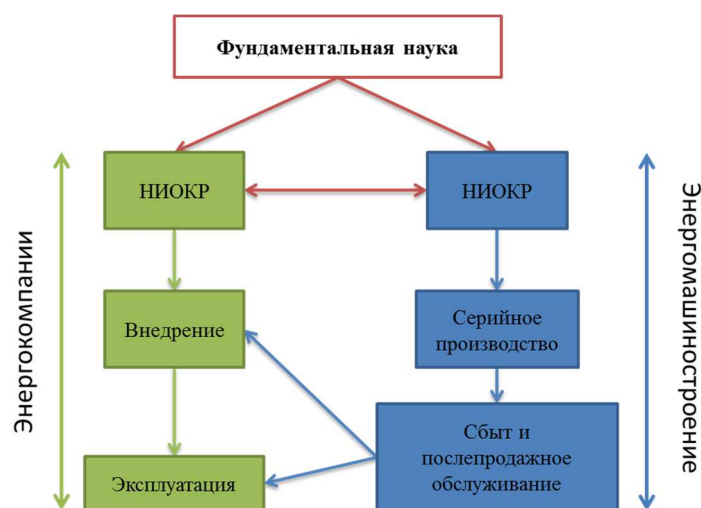 Фундаментальная наука
Энергокомпании
НИОКР
НИОКР
Энергомашиностроение
Внедрение
Серийное
производство
Эксплуатация
Сбыт и
послепродажное
обслуживание